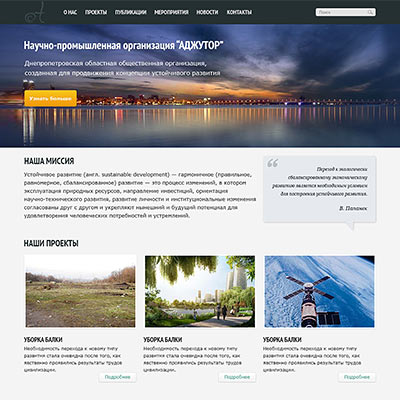 О НАС ПРОЕКТЫ ПУБЛИКАЦИИ МЕРОПРИЯТИЯ НОВОСТИ КОНТАКТЫ
Поиск
Научно-промышленная организация "АДЖУТОР"
Днепропетровская областная общественная организация,
созданная для продвижения концепции устойчивого развития
Узнать больше
НАША МИССИЯ
Устойчивое развитие (англ. sustainable development) — гармоничное (правильное,
равномерное, сбалансированное) развитие — это процесс изменений, в котором
эксплуатация природных ресурсов, направление инвестиций, ориентация
научно-технического развития, развитие личности и институциональные изменения
согласованы друг с другом и укрепляют нынешний и будущий потенциал для
удовлетворения человеческих потребностей и устремлений.
Переход к экологически
сбалансированному экономическому
развитию является необходимым условием
для построения устойчивого развития.
В. Папанек
НАШИ ПРОЕКТЫ
УБОРКА БАЛКИ УБОРКА БАЛКИ УБОРКА БАЛКИ
Необходимость перехода к новому типу Необходимость перехода к новому типу Необходимость перехода к новому типу
развития стала очевидна после того, как развития стала очевидна после того, как развития стала очевидна после того, как
явственно проявились результаты трудов явственно проявились результаты трудов явственно проявились результаты трудов
цивилизации. цивилизации. цивилизации.
Подробнее Подробнее Подробнее